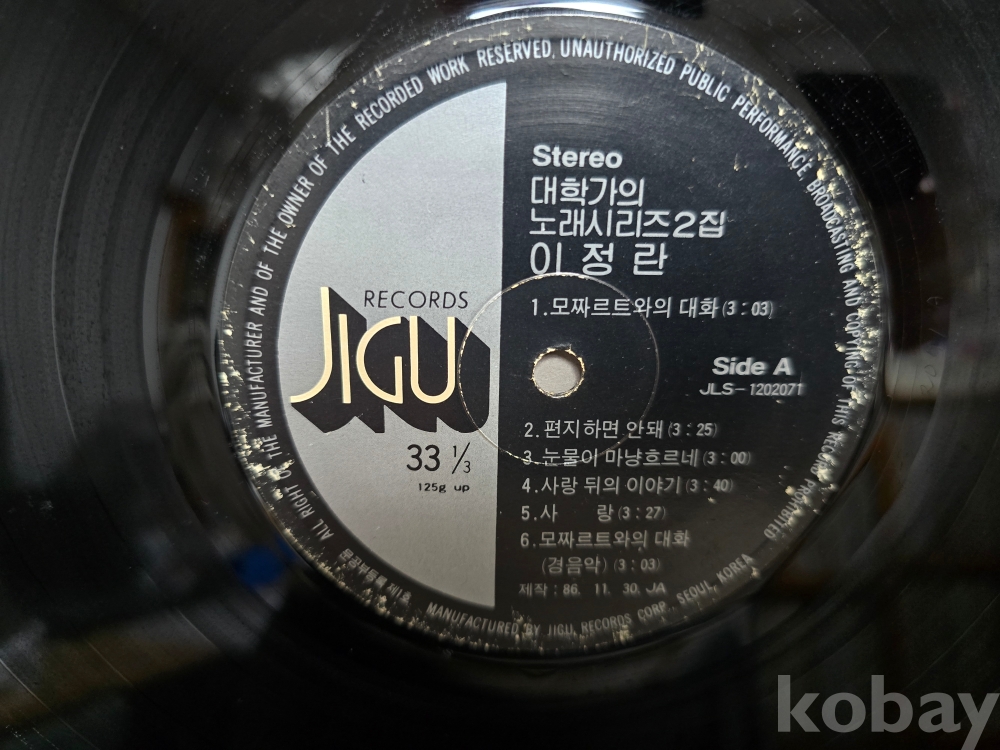 ALL RIGHT OF THE MANUFACTURER AND OF THE OWNER OF THE RECORDED WORK RESERVED. UNAUTHORIZED PUBLIC PERFORMANCE, BROADCASTING AND COPYING OF THIS RECORD PROHIBITED
Stereo
대학가의
노래시리즈2집
이정란
1.모짜르트와의 대화(3:03)
RECORDS
JIGU
33 1/3
125g up
Side A
JLS-1202071
2.편지하면 안돼(3:25)
3.눈물이 마냥흐르네(3:00)
4.사랑 뒤의 이야기(3:40)
5.사 랑(3:27)
6.모짜르트와의 대화
(경음악)(3:03)
제작:86. 11. 30. JA
MANUFACTURED BY JIGU RECORDS CORP., SEOUL, KOREA
kobay